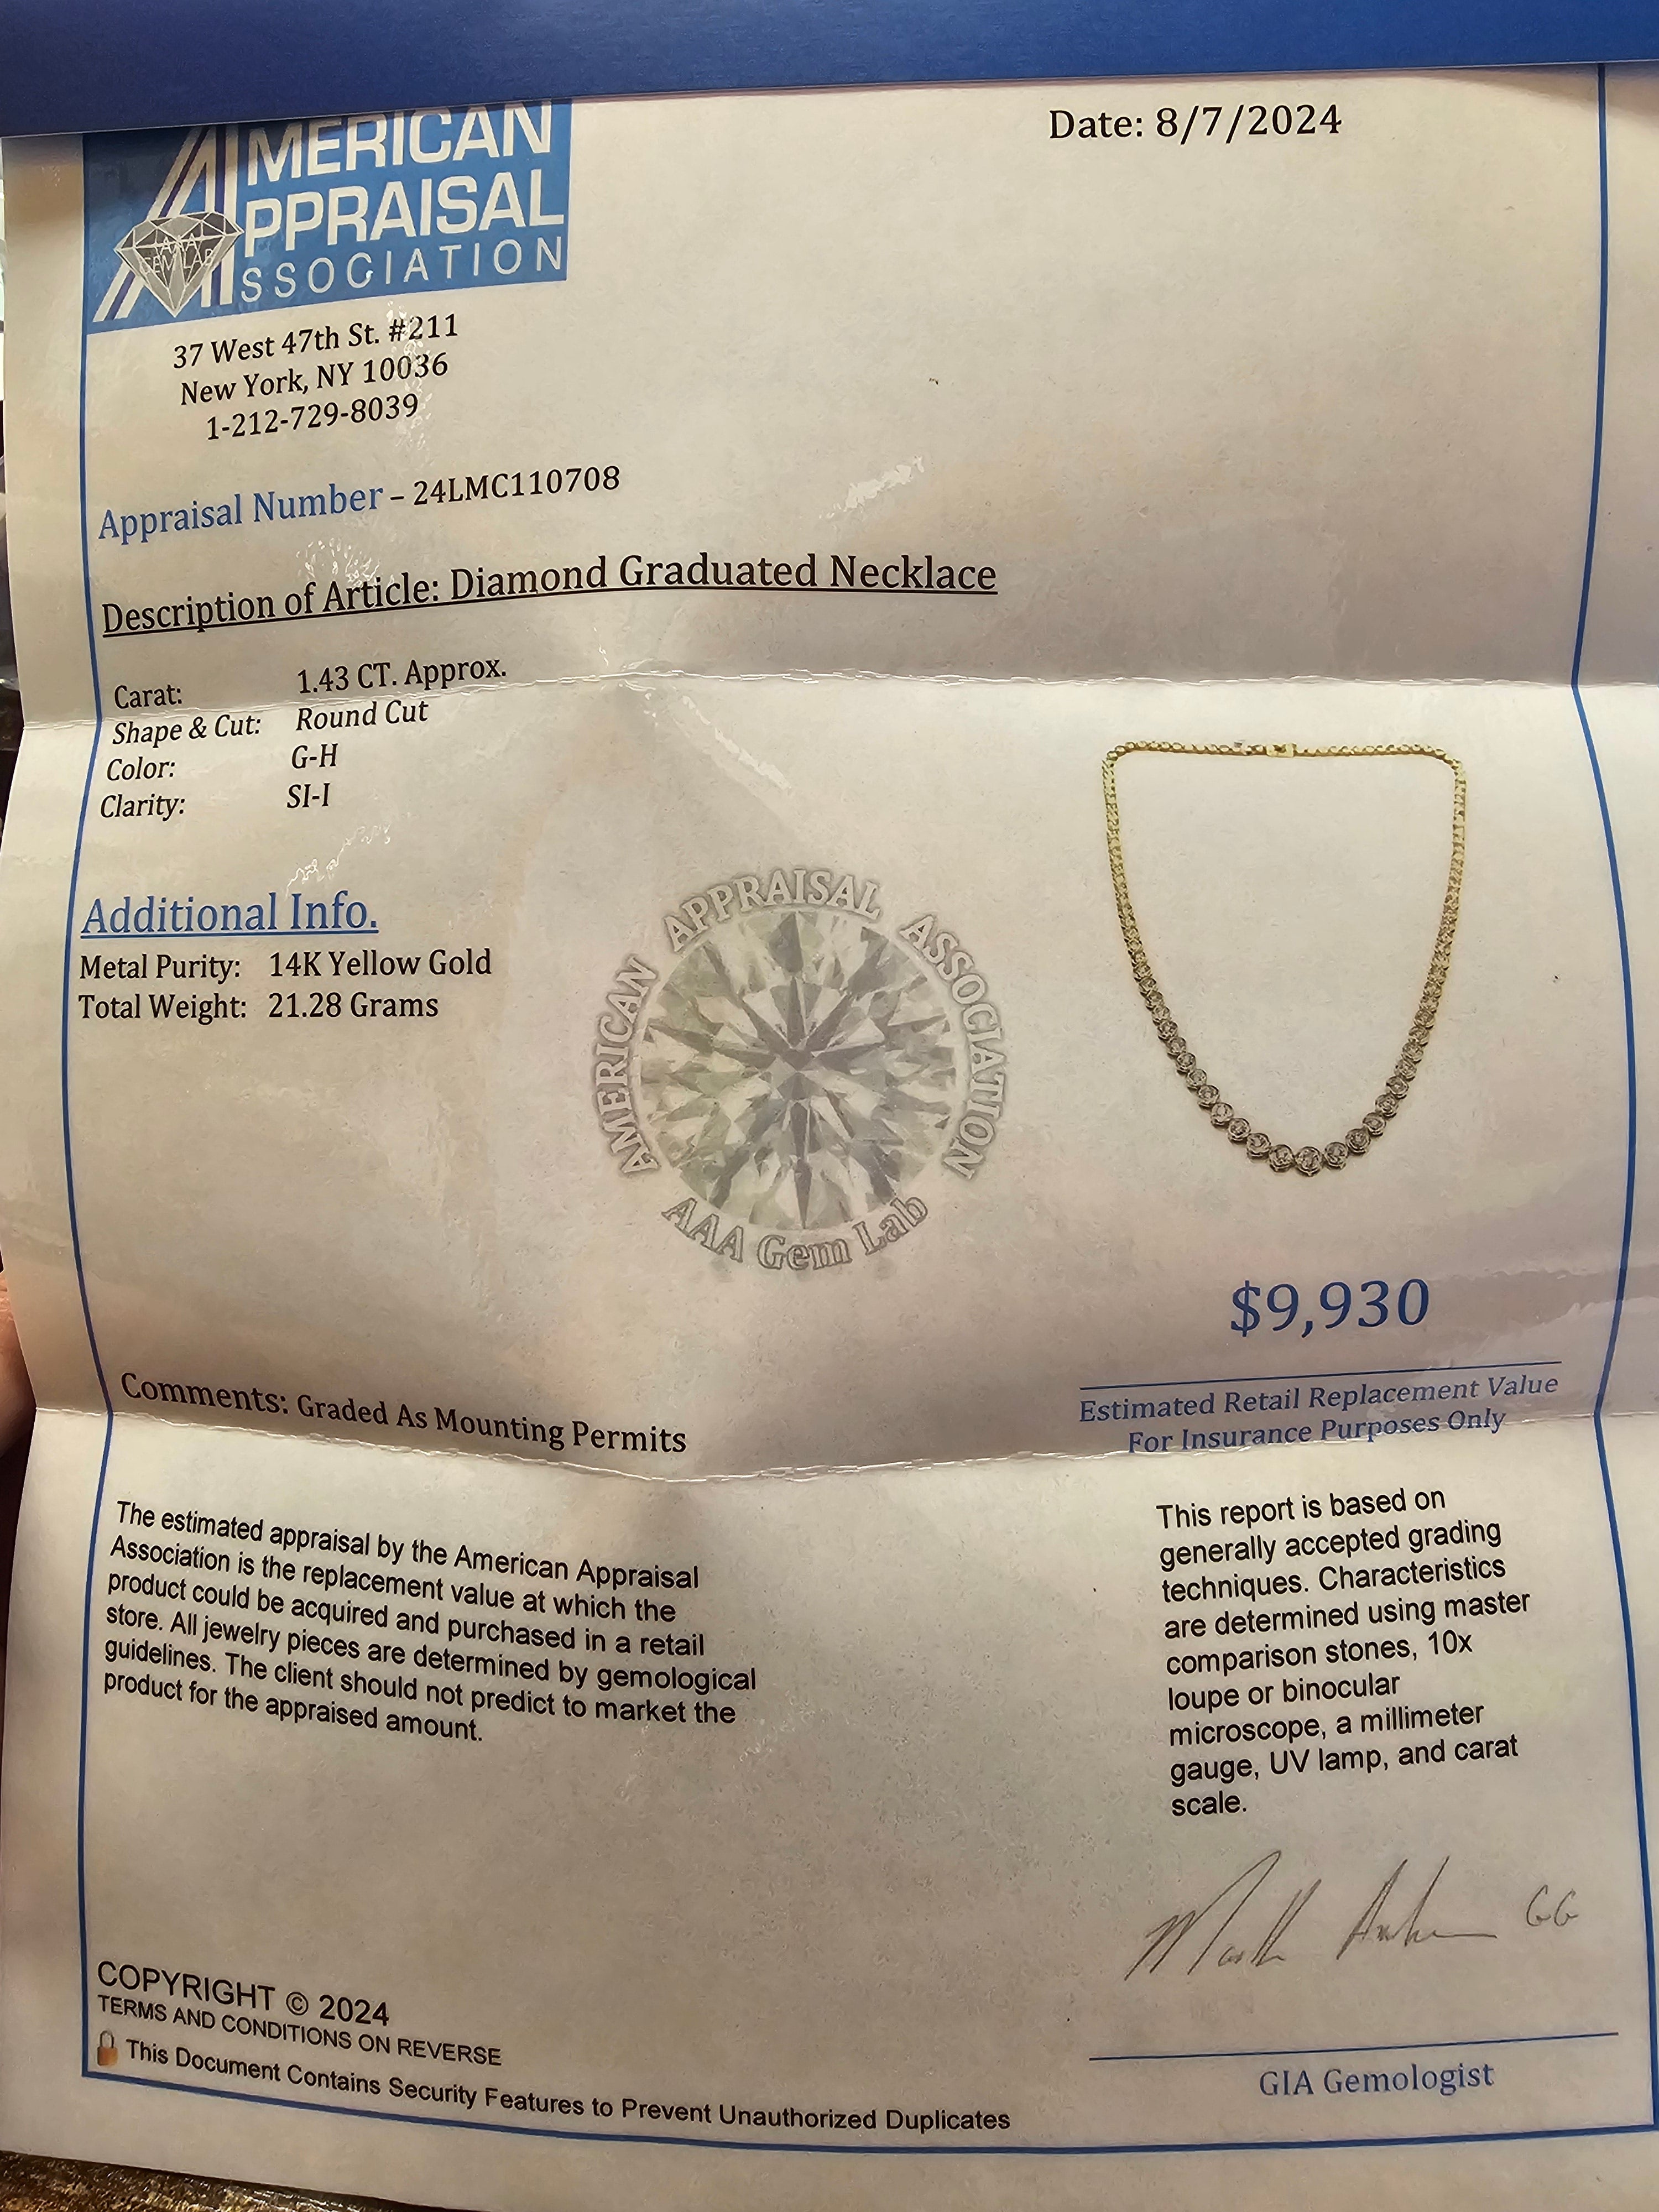 AMERICAN
APPRAISAL
ASSOCIATION
AAA
GEM LAB
Date: 8/7/2024
37 West 47th St. #211
New York, NY 10036
1-212-729-8039
Appraisal Number – 24LMC110708
Description of Article: Diamond Graduated Necklace
Carat: 1.43 CT. Approx.
Shape & Cut: Round Cut
Color: G-H
Clarity: SI-I
Additional Info.
Metal Purity: 14K Yellow Gold
Total Weight: 21.28 Grams
AMERICAN APPRAISAL ASSOCIATION
AAA Gem Lab
$9,930
Estimated Retail Replacement Value
For Insurance Purposes Only
Comments: Graded As Mounting Permits
The estimated appraisal by the American Appraisal
Association is the replacement value at which the
product could be acquired and purchased in a retail
store. All jewelry pieces are determined by gemological
guidelines. The client should not predict to market the
product for the appraised amount.
This report is based on
generally accepted grading
techniques. Characteristics
are determined using master
comparison stones, 10x
loupe or binocular
microscope, a millimeter
gauge, UV lamp, and carat
scale.
GG
GIA Gemologist
COPYRIGHT © 2024
TERMS AND CONDITIONS ON REVERSE
This Document Contains Security Features to Prevent Unauthorized Duplicates